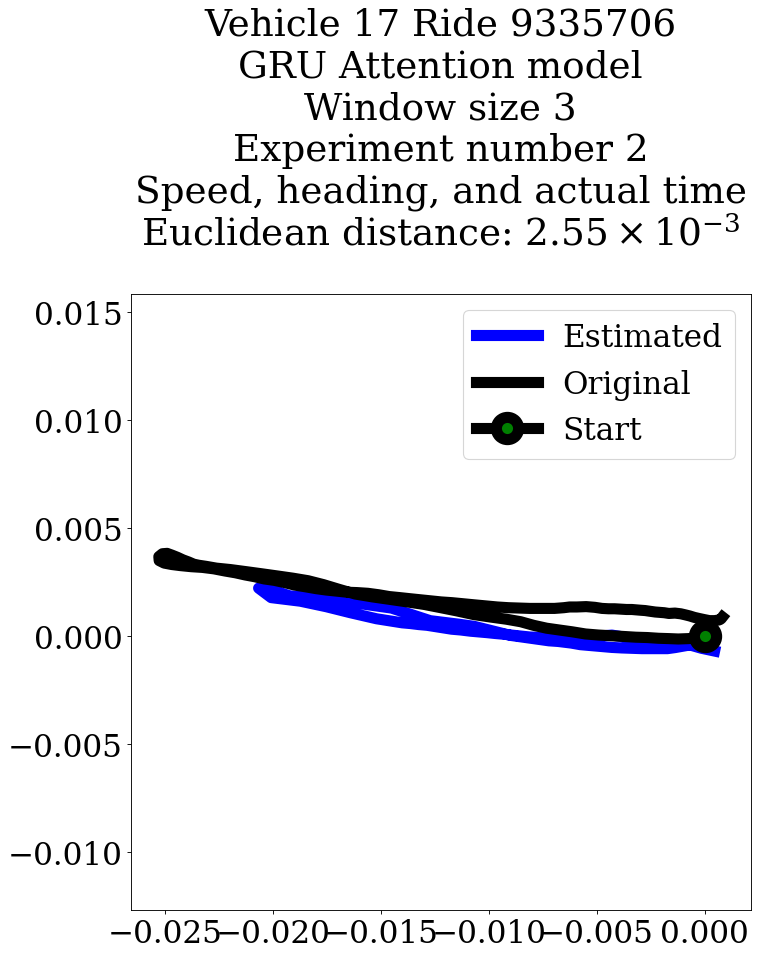 Vehicle 17 Ride 9335706
GRU Attention model
Window size 3
Experiment number 2
Speed, heading, and actual time
Euclidean distance: 2.55 × 10⁻³
Estimated
Original
Start
0.015
0.010
0.005
0.000
−0.005
−0.010
−0.025 −0.020 −0.015 −0.010 −0.005 0.000